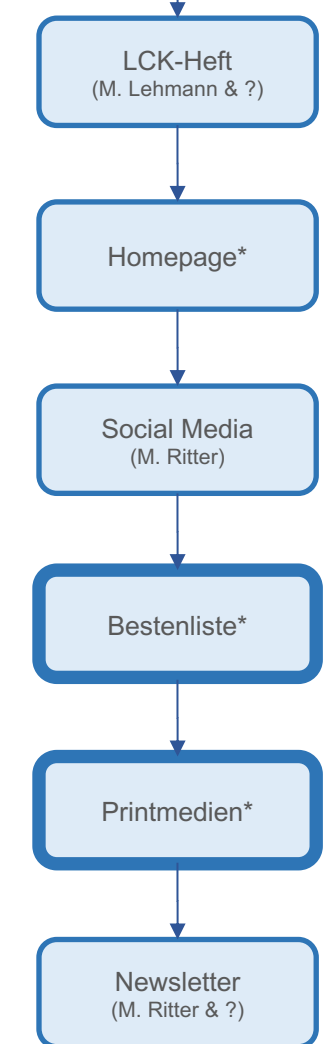 LCK-Heft
(M. Lehmann & ?)
Homepage*
Social Media
(M. Ritter)
Bestenliste*
Printmedien*
Newsletter
(M. Ritter & ?)